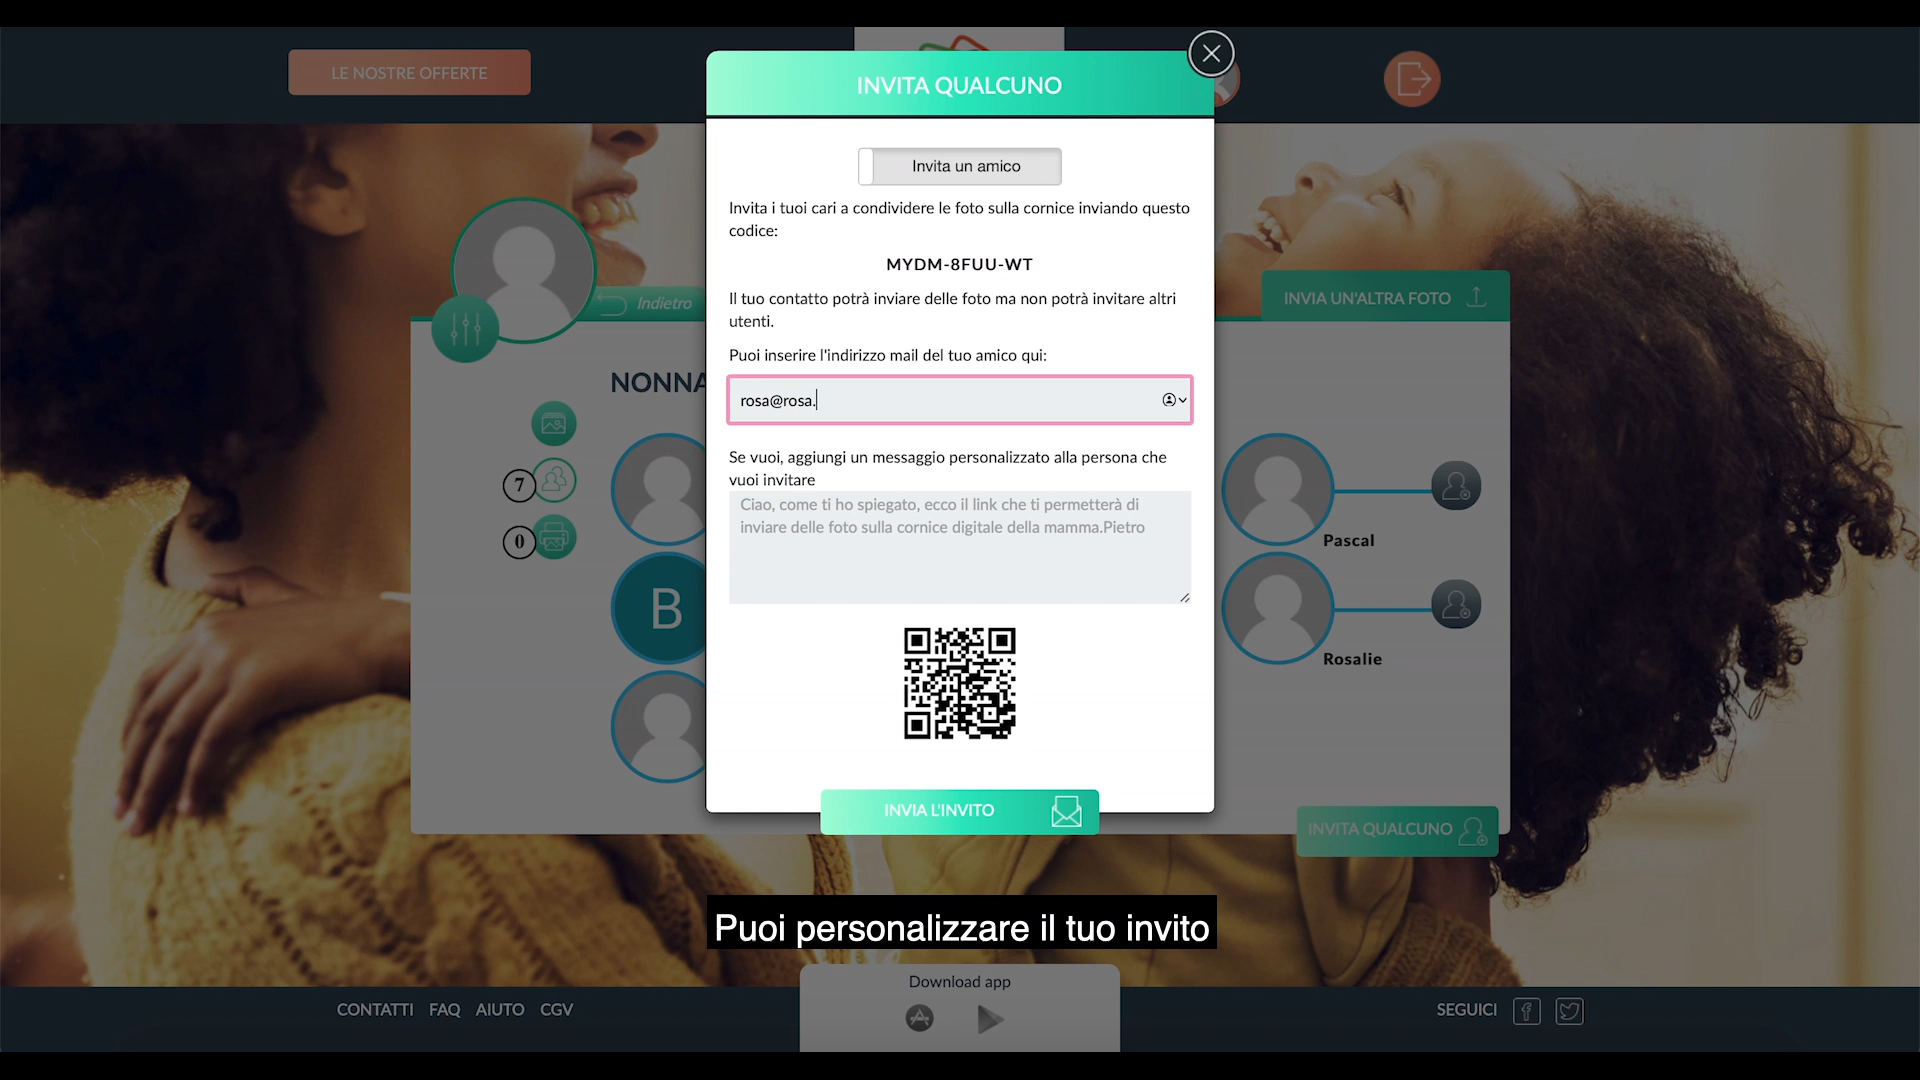 LE NOSTRE OFFERTE
INVITA QUALCUNO
Invita un amico
Invita i tuoi cari a condividere le foto sulla cornice inviando questo
codice:
MYDM-8FUU-WT
Il tuo contatto potrà inviare delle foto ma non potrà invitare altri
utenti.
Puoi inserire l'indirizzo mail del tuo amico qui:
rosa@rosa.
Se vuoi, aggiungi un messaggio personalizzato alla persona che
vuoi invitare
Ciao, come ti ho spiegato, ecco il link che ti permetterà di
inviare delle foto sulla cornice digitale della mamma.Pietro
INVIA L'INVITO
Indietro
INVIA UN'ALTRA FOTO
NONNA
7
0
B
Pascal
Rosalie
INVITA QUALCUNO
Puoi personalizzare il tuo invito
Download app
CONTATTI FAQ AIUTO CGV
SEGUICI